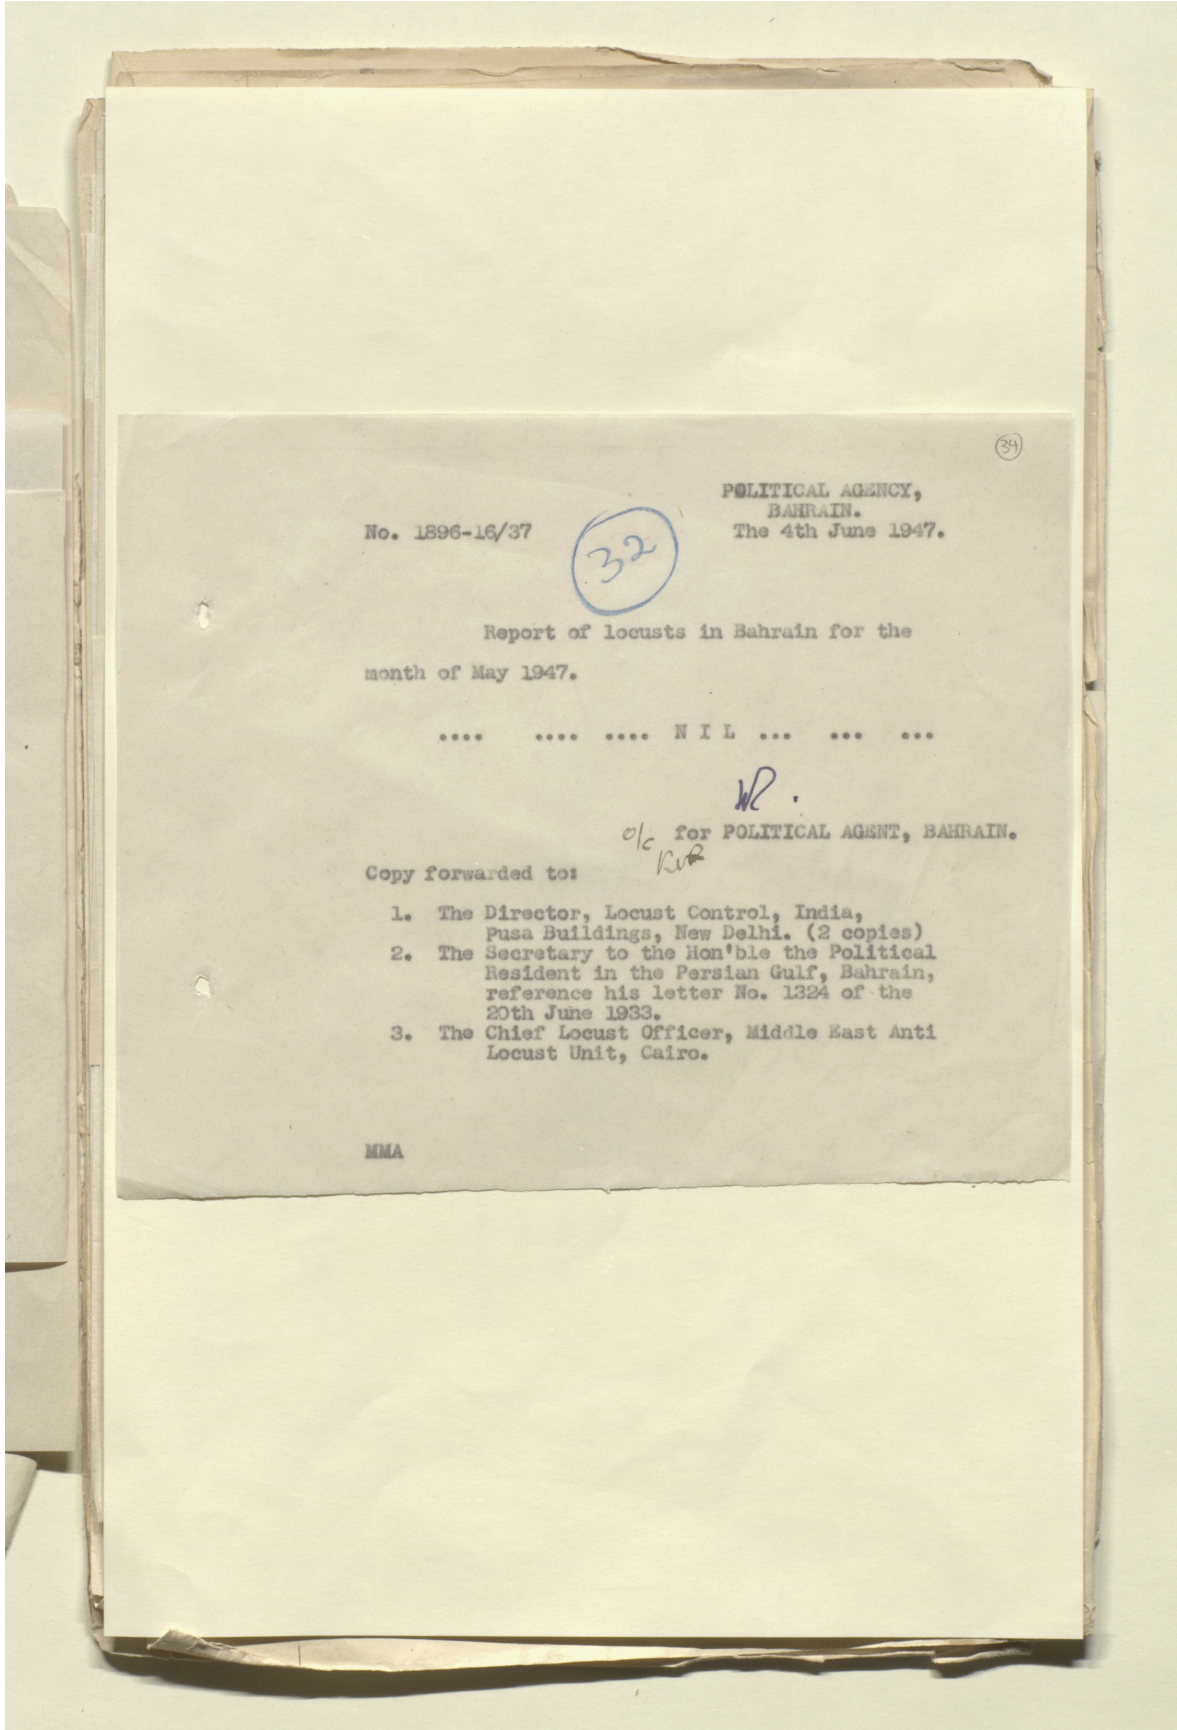 34
POLITICAL AGENCY,
BAHRAIN.
No. 1896-16/37
The 4th June 1947.
32
Report of locusts in Bahrain for the
month of May 1947.
.... .... .... N I L ... ... ...
o/c for POLITICAL AGENT, BAHRAIN.
Copy forwarded to:
1. The Director, Locust Control, India,
Pusa Buildings, New Delhi. (2 copies)
2. The Secretary to the Hon'ble the Political
Resident in the Persian Gulf, Bahrain,
reference his letter No. 1324 of the
20th June 1933.
3. The Chief Locust Officer, Middle East Anti
Locust Unit, Cairo.
MMA